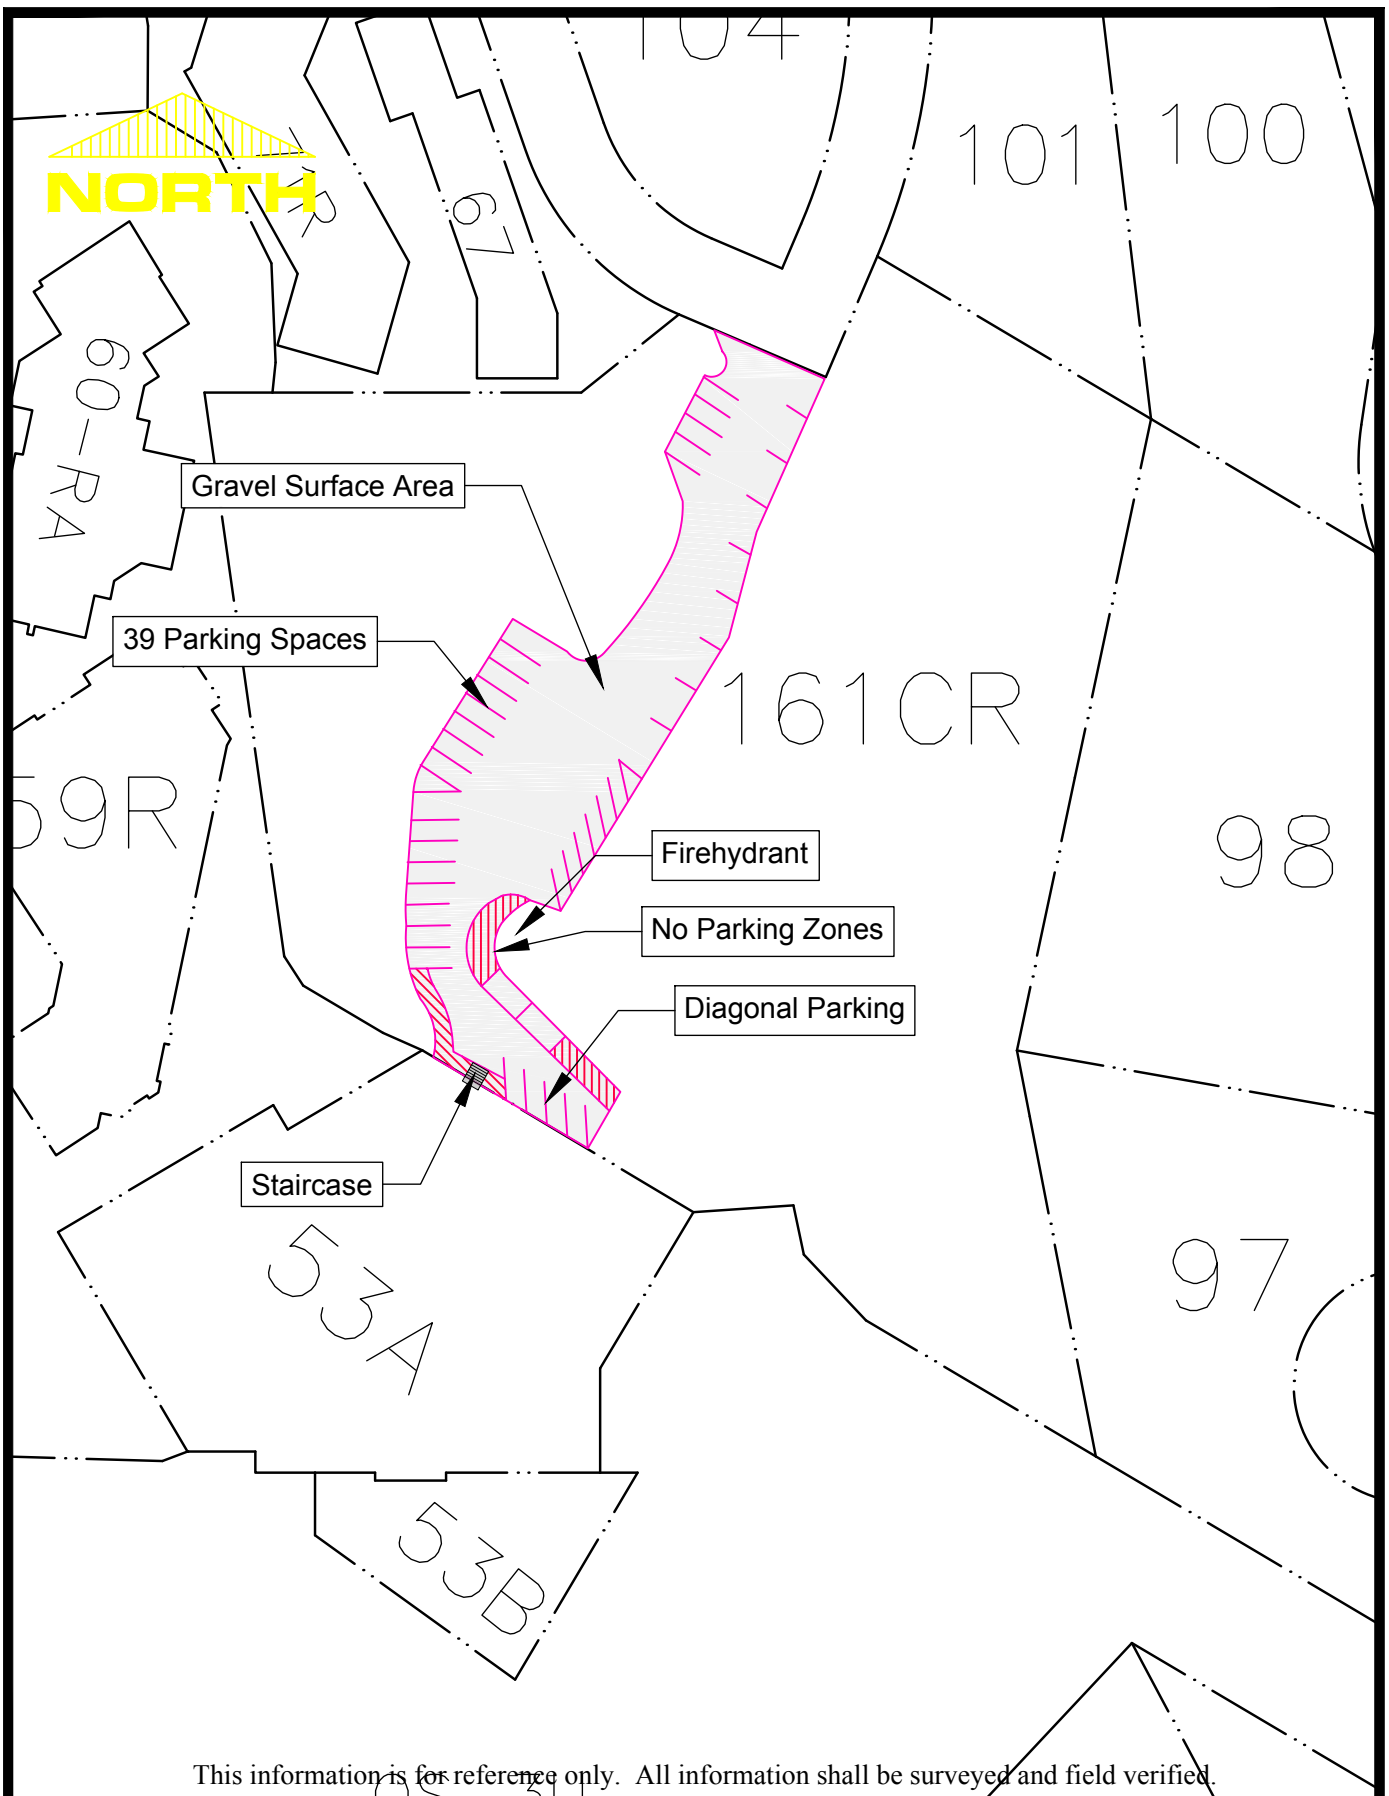 104
101
100
NORTH
67
60-RA
Gravel Surface Area
39 Parking Spaces
161CR
59R
98
Firehydrant
No Parking Zones
Diagonal Parking
Staircase
53A
97
53B
This information is for reference only. All information shall be surveyed and field verified.